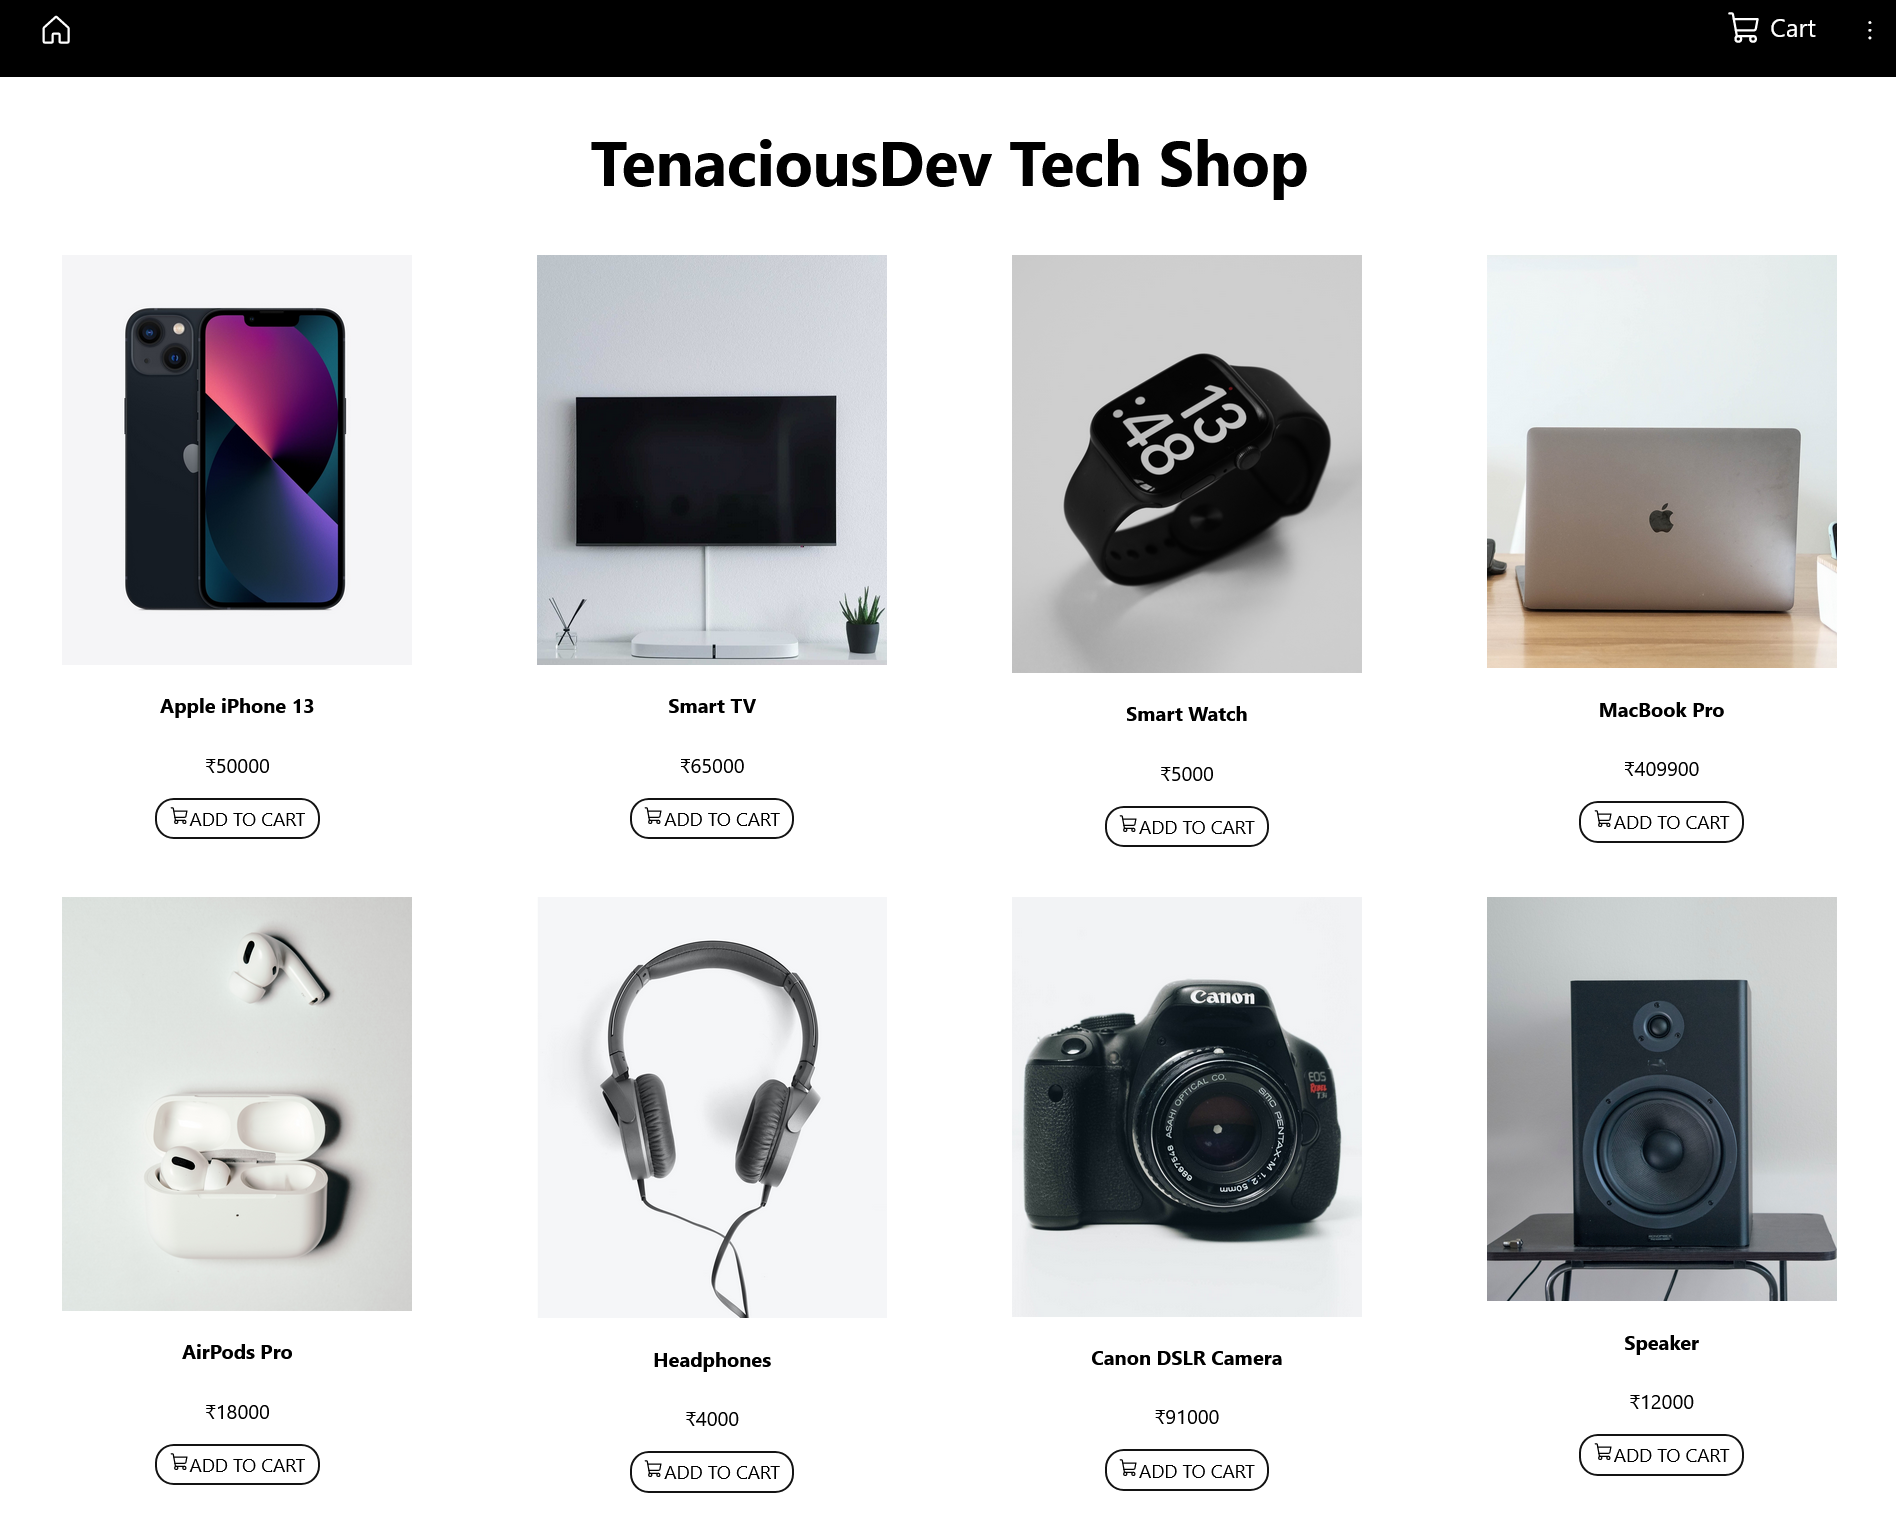 Cart
TenaciousDev Tech Shop
13
:48
Apple iPhone 13
Smart TV
Smart Watch
MacBook Pro
₹50000
₹65000
₹5000
₹409900
ADD TO CART
ADD TO CART
ADD TO CART
ADD TO CART
Canon
EOS
ASAHI OPTICAL CO.
SMC PENTAX-M 1:2 50mm
AirPods Pro
Headphones
Canon DSLR Camera
Speaker
₹18000
₹4000
₹91000
₹12000
ADD TO CART
ADD TO CART
ADD TO CART
ADD TO CART